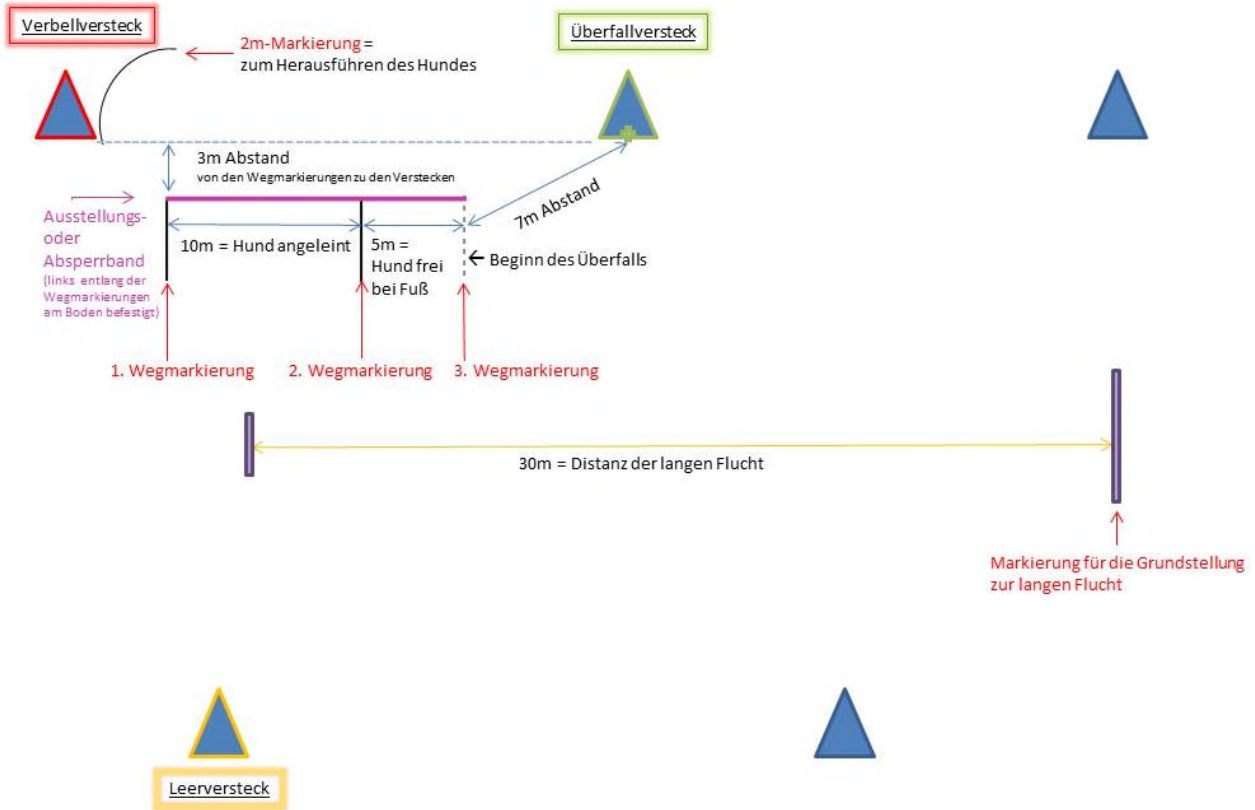 Verbellversteck
2m-Markierung =
zum Herausführen des Hundes
Überfallversteck
3m Abstand
von den Wegmarkierungen zu den Verstecken
7m Abstand
Ausstellungs-
oder
Absperrband
(links entlang der
Wegmarkierungen
am Boden befestigt)
10m = Hund angeleint
5m =
Hund frei
bei Fuß
← Beginn des Überfalls
1. Wegmarkierung
2. Wegmarkierung
3. Wegmarkierung
30m = Distanz der langen Flucht
Markierung für die Grundstellung
zur langen Flucht
Leerversteck